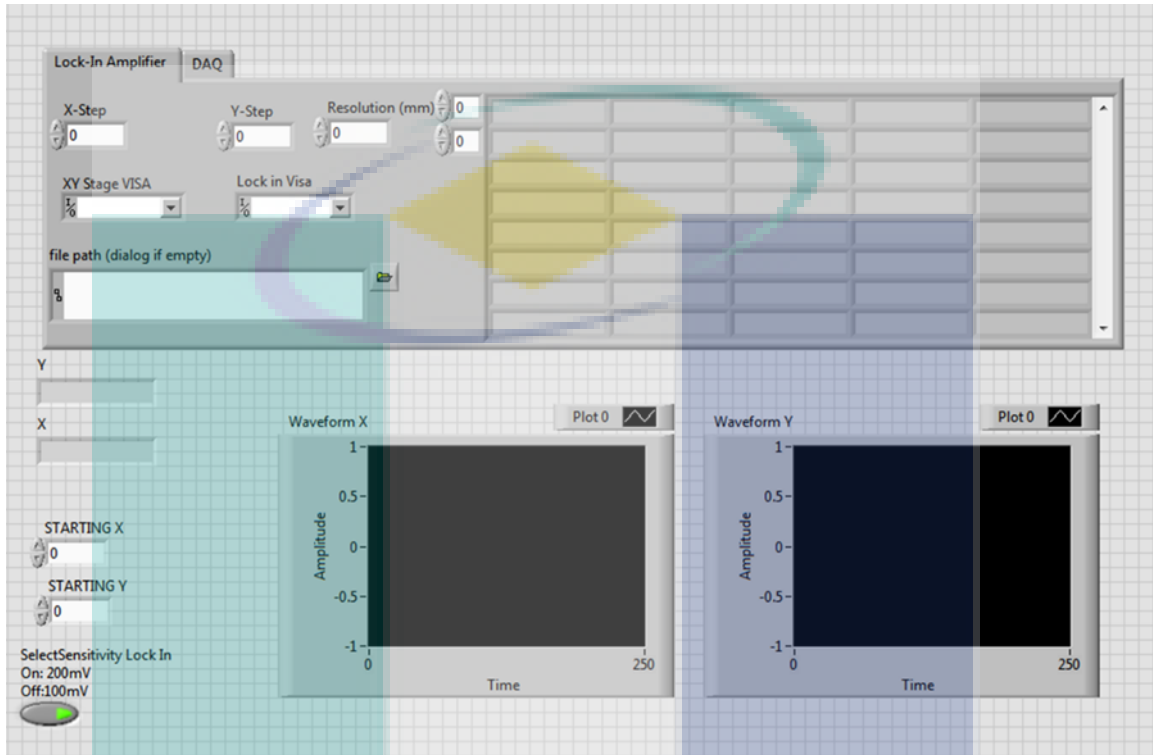 Lock-In Amplifier DAQ
X-Step Y-Step Resolution (mm) 0
0 0 0 0
XY Stage VISA Lock in Visa
I/O I/O
file path (dialog if empty)
Y
X
Waveform X Plot 0 Waveform Y Plot 0
1 1
0.5 0.5
0 0
-0.5 -0.5
-1 -1
Amplitude Amplitude
0 250 0 250
Time Time
STARTING X
0
STARTING Y
0
SelectSensitivity Lock In
On: 200mV
Off:100mV